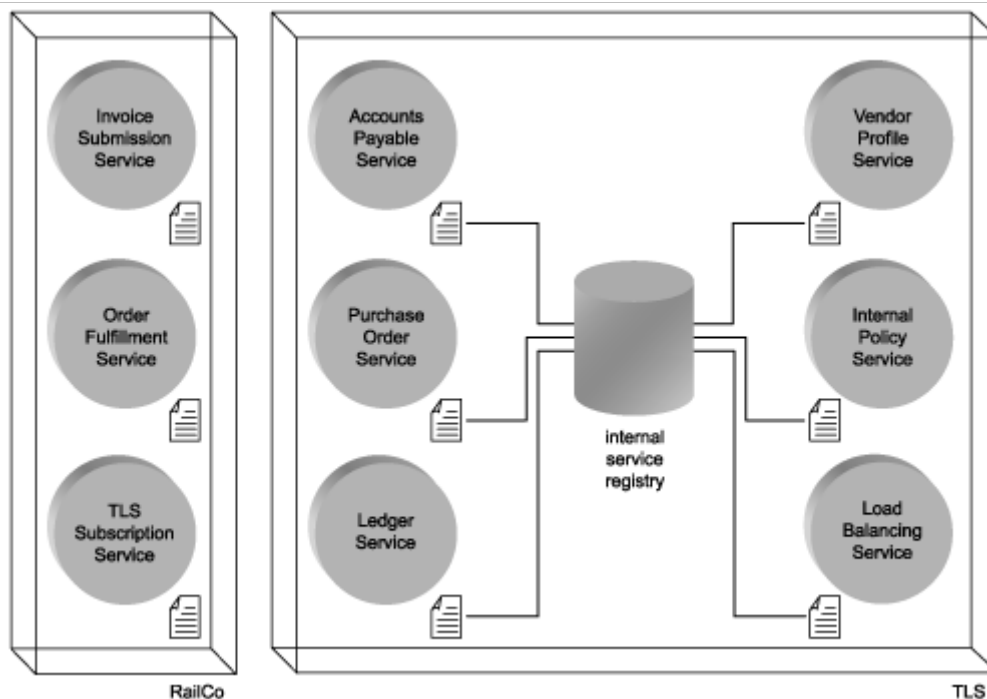 Invoice
Submission
Service
Order
Fulfillment
Service
TLS
Subscription
Service
RailCo
Accounts
Payable
Service
Purchase
Order
Service
Ledger
Service
internal
service
registry
Vendor
Profile
Service
Internal
Policy
Service
Load
Balancing
Service
TLS